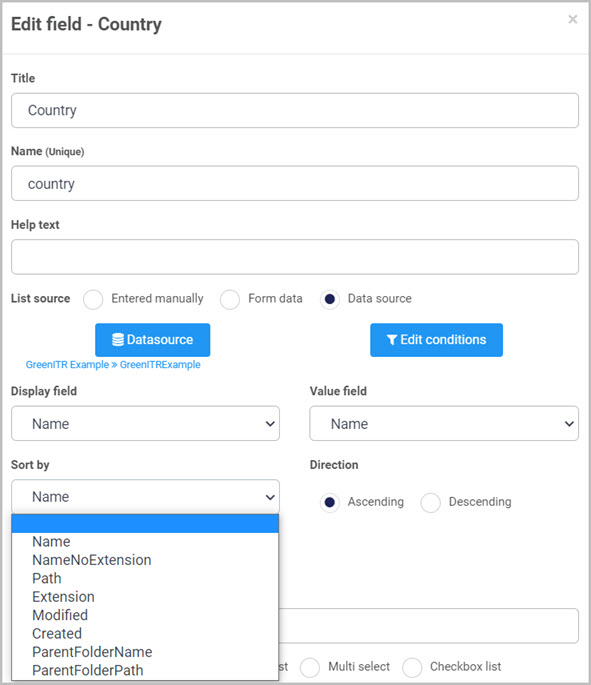 Edit field - Country
×
Title
Country
Name (Unique)
country
Help text
List source Entered manually Form data Data source
Datasource Edit conditions
GreenITR Example » GreenITRExample
Display field Value field
Name Name
Sort by Direction
Name Ascending Descending
Name
NameNoExtension
Path
Extension
Modified
Created
ParentFolderName
ParentFolderPath
Multi select Checkbox list